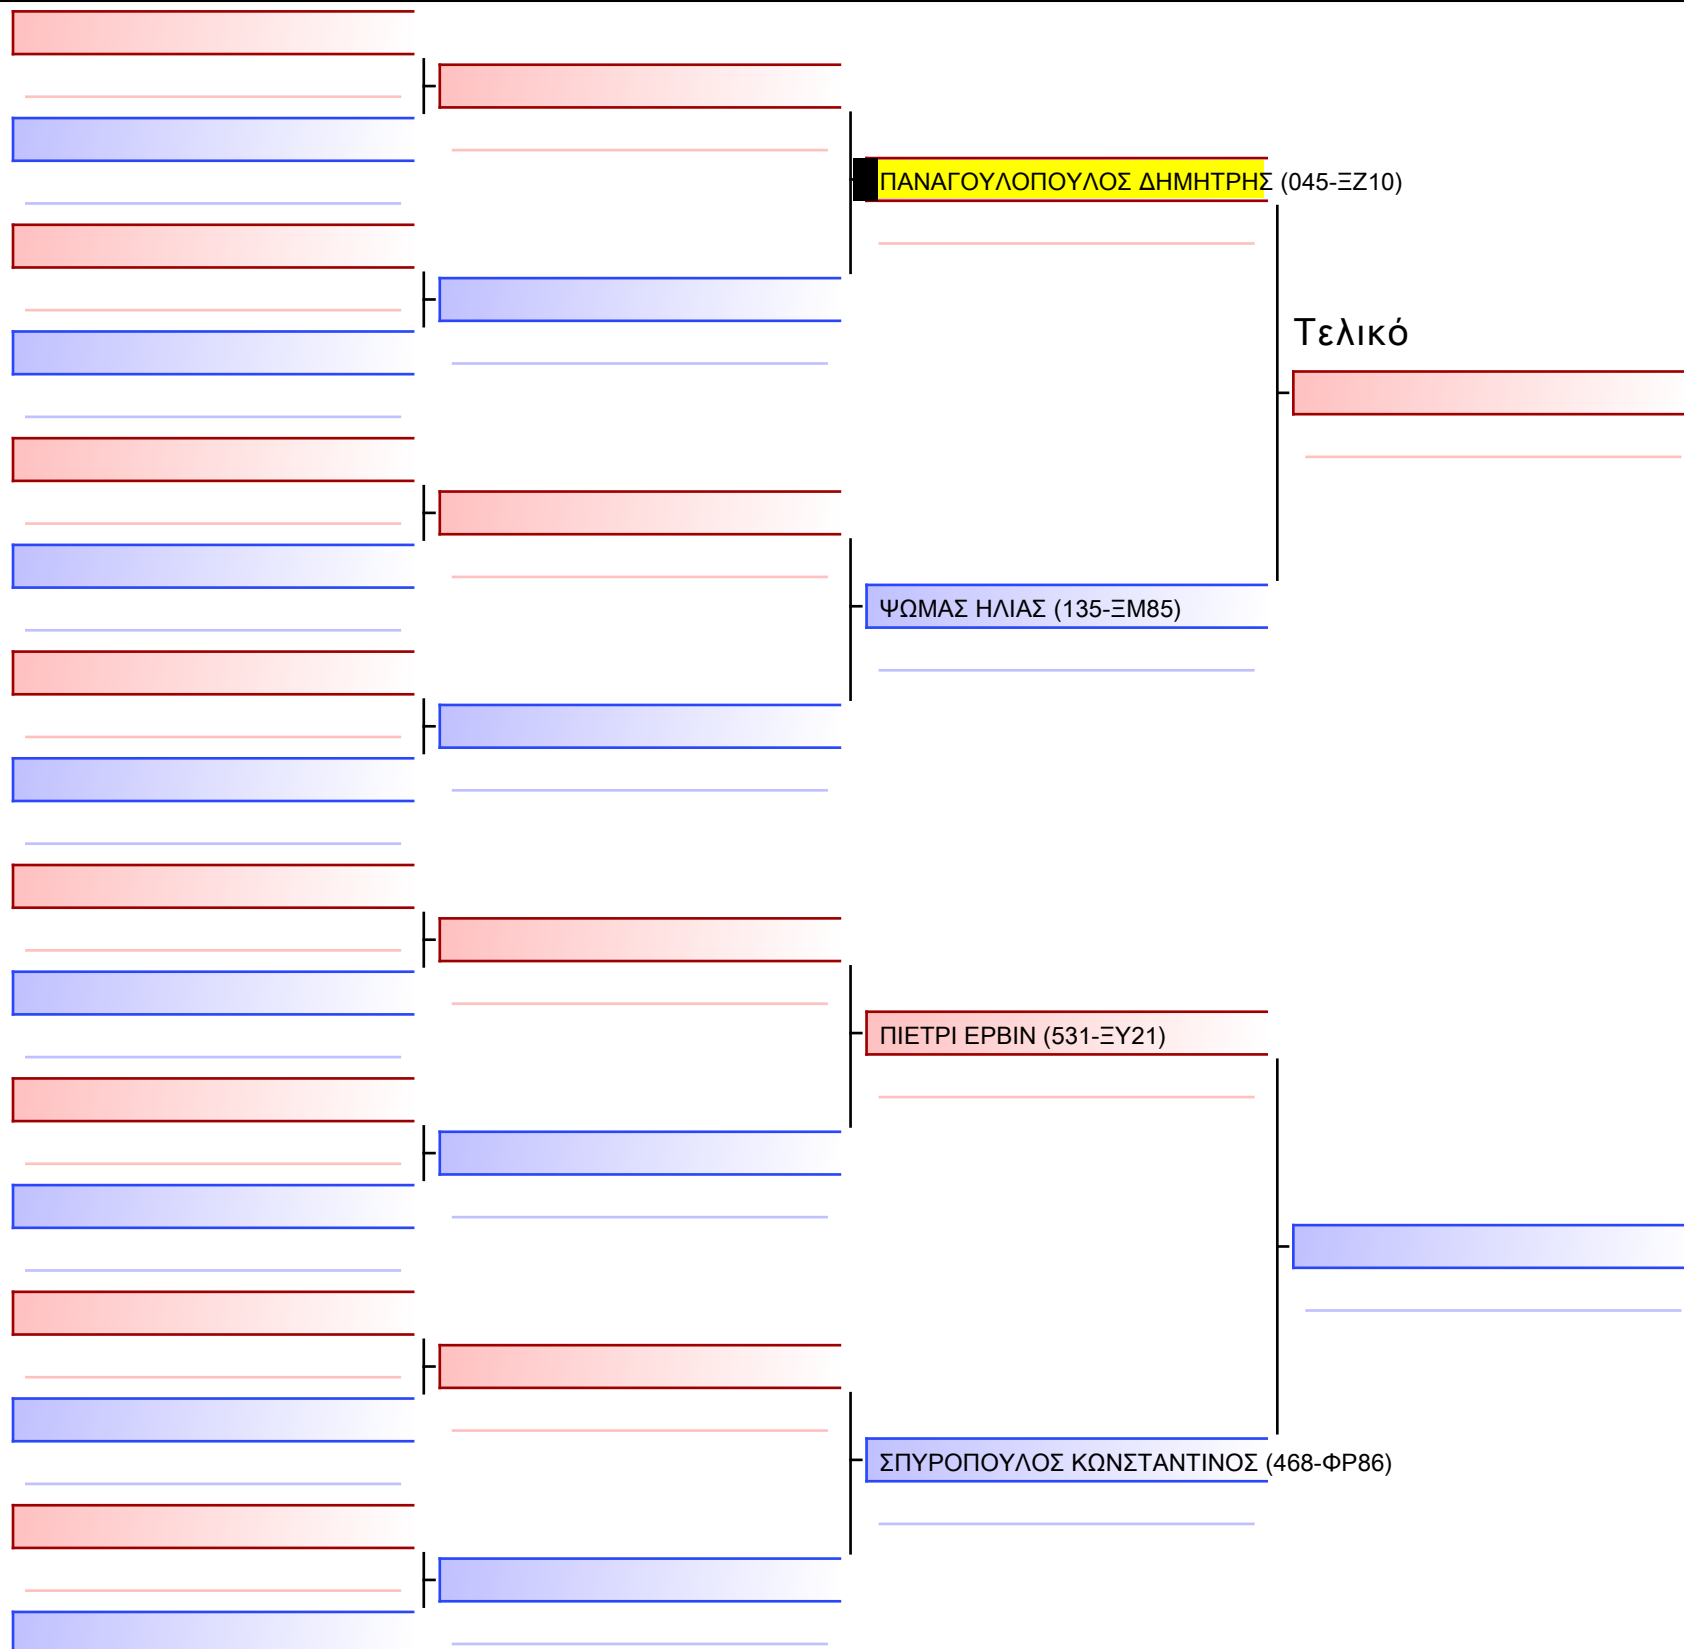 ΠΑΝΑΓΟΥΛΟΠΟΥΛΟΣ ΔΗΜΗΤΡΗΣ (045-ΞΖ10)
Τελικό
ΨΩΜΑΣ ΗΛΙΑΣ (135-ΞΜ85)
ΠΙΕΤΡΙ ΕΡΒΙΝ (531-ΞΥ21)
ΣΠΥΡΟΠΟΥΛΟΣ ΚΩΝΣΤΑΝΤΙΝΟΣ (468-ΦΡ86)